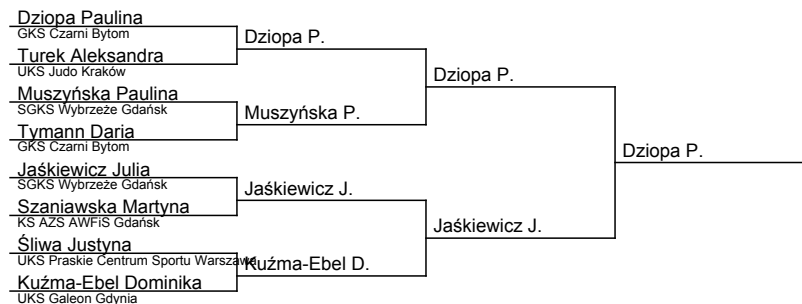 Dziopa Paulina
GKS Czarni Bytom
Dziopa P.
Turek Aleksandra
UKS Judo Kraków
Dziopa P.
Muszyńska Paulina
SGKS Wybrzeże Gdańsk
Muszyńska P.
Tymann Daria
GKS Czarni Bytom
Dziopa P.
Jaśkiewicz Julia
SGKS Wybrzeże Gdańsk
Jaśkiewicz J.
Szaniawska Martyna
KS AZS AWFiS Gdańsk
Jaśkiewicz J.
Śliwa Justyna
UKS Praskie Centrum Sportu Warszawa
Kuźma-Ebel D.
Kuźma-Ebel Dominika
UKS Galeon Gdynia